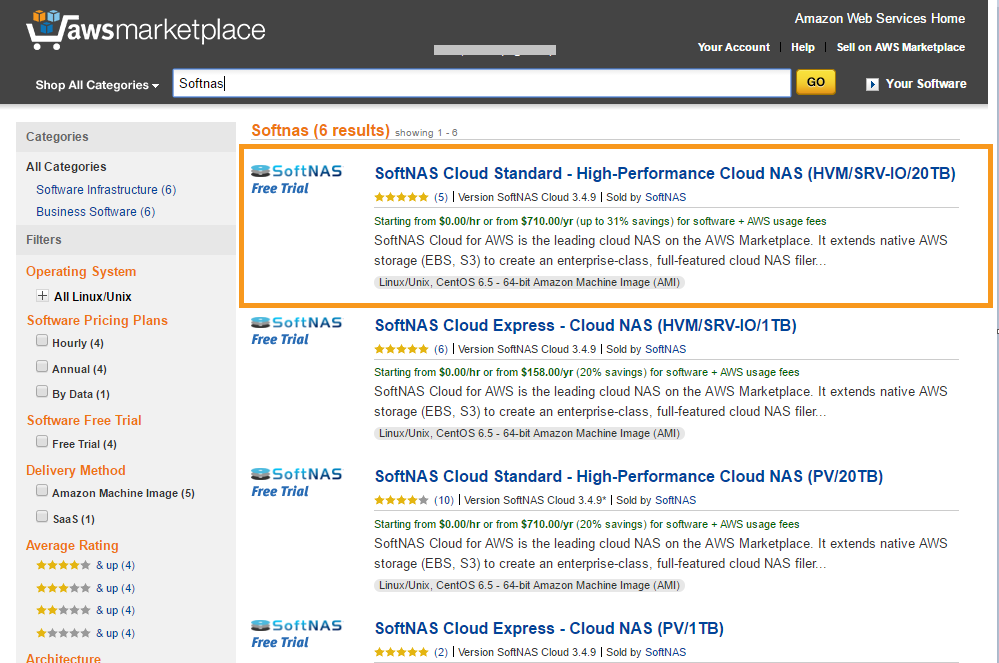 awsmarketplace
Amazon Web Services Home
Your Account | Help | Sell on AWS Marketplace
Shop All Categories
Softnas
GO
Your Software
Categories
All Categories
Software Infrastructure (6)
Business Software (6)
Filters
Operating System
All Linux/Unix
Software Pricing Plans
Hourly (4)
Annual (4)
By Data (1)
Software Free Trial
Free Trial (4)
Delivery Method
Amazon Machine Image (5)
SaaS (1)
Average Rating
& up (4)
& up (4)
& up (4)
& up (4)
Architecture
Softnas (6 results) showing 1 - 6
SoftNAS
Free Trial
SoftNAS Cloud Standard - High-Performance Cloud NAS (HVM/SRV-IO/20TB)
(5) | Version SoftNAS Cloud 3.4.9 | Sold by SoftNAS
Starting from $0.00/hr or from $710.00/yr (up to 31% savings) for software + AWS usage fees
SoftNAS Cloud for AWS is the leading cloud NAS on the AWS Marketplace. It extends native AWS
storage (EBS, S3) to create an enterprise-class, full-featured cloud NAS filer...
Linux/Unix, CentOS 6.5 - 64-bit Amazon Machine Image (AMI)
SoftNAS
Free Trial
SoftNAS Cloud Express - Cloud NAS (HVM/SRV-IO/1TB)
(6) | Version SoftNAS Cloud 3.4.9 | Sold by SoftNAS
Starting from $0.00/hr or from $158.00/yr (20% savings) for software + AWS usage fees
SoftNAS Cloud for AWS is the leading cloud NAS on the AWS Marketplace. It extends native AWS
storage (EBS, S3) to create an enterprise-class, full-featured cloud NAS filer...
Linux/Unix, CentOS 6.5 - 64-bit Amazon Machine Image (AMI)
SoftNAS
Free Trial
SoftNAS Cloud Standard - High-Performance Cloud NAS (PV/20TB)
(10) | Version SoftNAS Cloud 3.4.9* | Sold by SoftNAS
Starting from $0.00/hr or from $710.00/yr (20% savings) for software + AWS usage fees
SoftNAS Cloud for AWS is the leading cloud NAS on the AWS Marketplace. It extends native AWS
storage (EBS, S3) to create an enterprise-class, full-featured cloud NAS filer...
Linux/Unix, CentOS 6.5 - 64-bit Amazon Machine Image (AMI)
SoftNAS
Free Trial
SoftNAS Cloud Express - Cloud NAS (PV/1TB)
(2) | Version SoftNAS Cloud 3.4.9 | Sold by SoftNAS